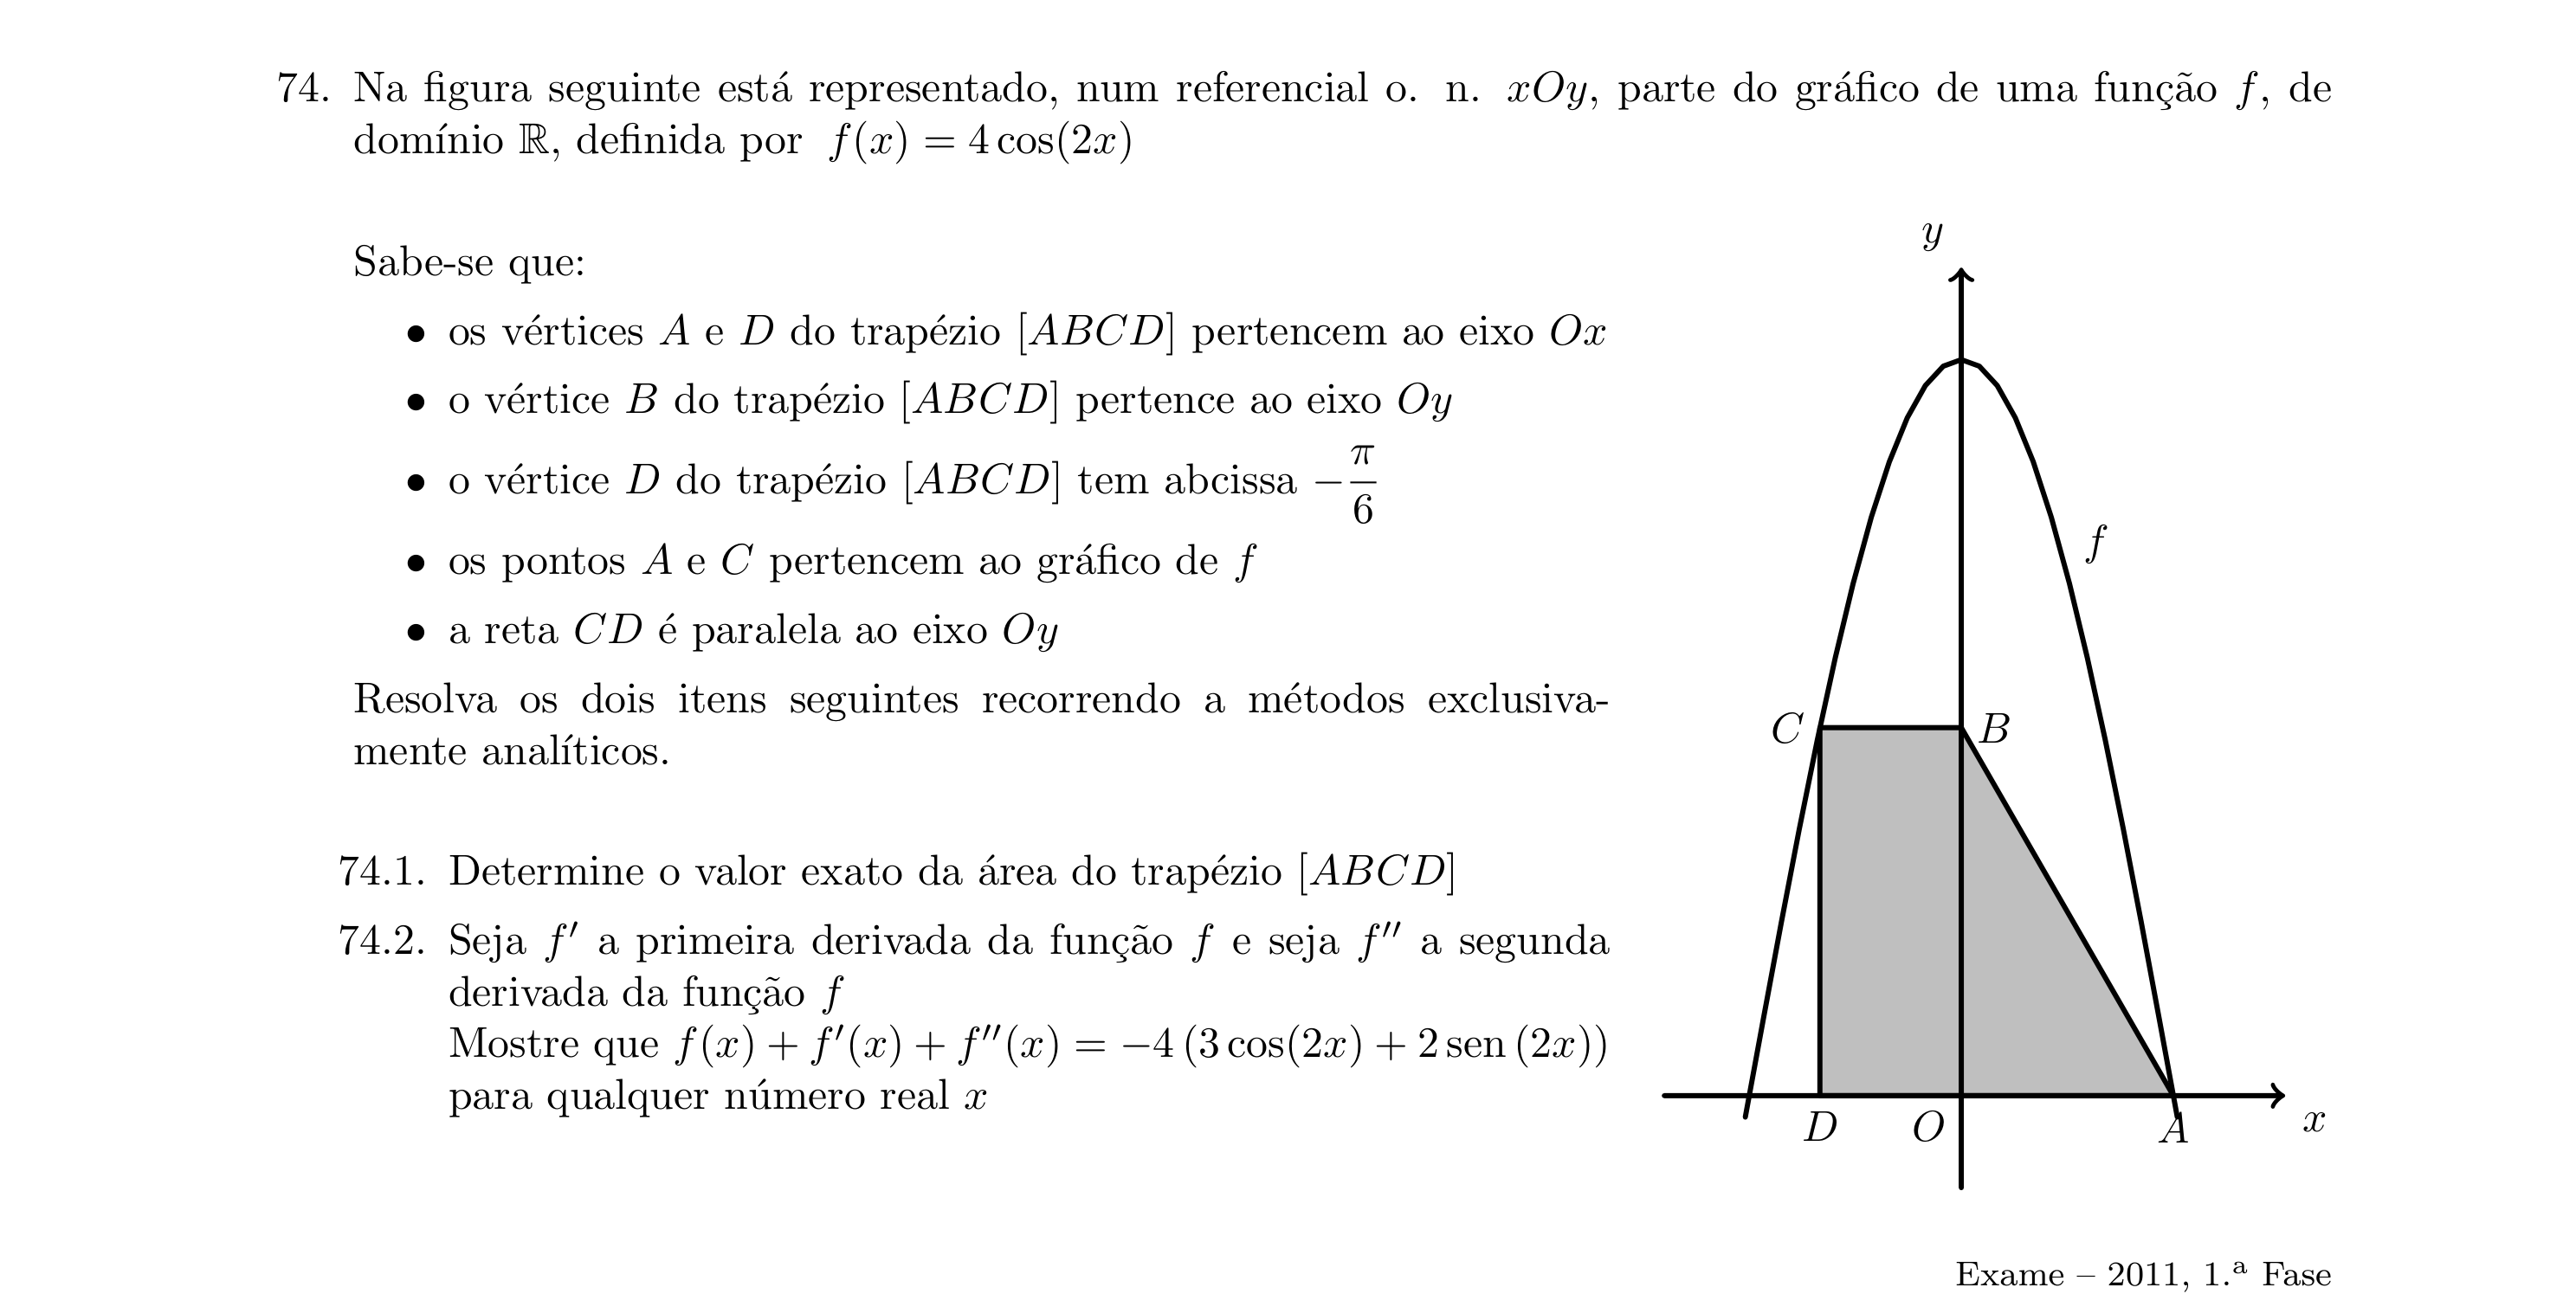 74. Na figura seguinte está representado, num referencial o. n. xOy, parte do gráfico de uma função f, de
domínio ℝ, definida por f(x) = 4 cos(2x)
Sabe-se que:
• os vértices A e D do trapézio [ABCD] pertencem ao eixo Ox
• o vértice B do trapézio [ABCD] pertence ao eixo Oy
• o vértice D do trapézio [ABCD] tem abcissa −π/6
• os pontos A e C pertencem ao gráfico de f
• a reta CD é paralela ao eixo Oy
Resolva os dois itens seguintes recorrendo a métodos exclusiva-
mente analíticos.
74.1. Determine o valor exato da área do trapézio [ABCD]
74.2. Seja f′ a primeira derivada da função f e seja f′′ a segunda
derivada da função f
Mostre que f(x) + f′(x) + f′′(x) = −4 (3 cos(2x) + 2 sen (2x))
para qualquer número real x
y
f
C
B
D
O
A
x
Exame – 2011, 1.ª Fase